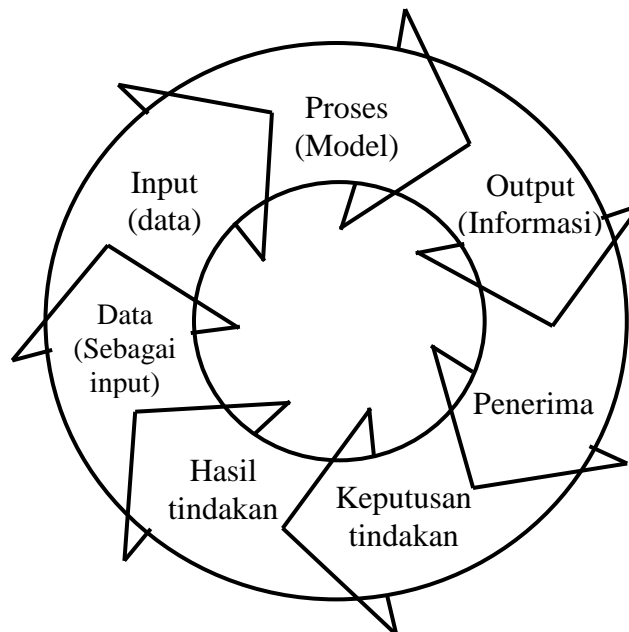 Proses
(Model)
Output
(Informasi)
Penerima
Keputusan
tindakan
Hasil
tindakan
Data
(Sebagai
input)
Input
(data)